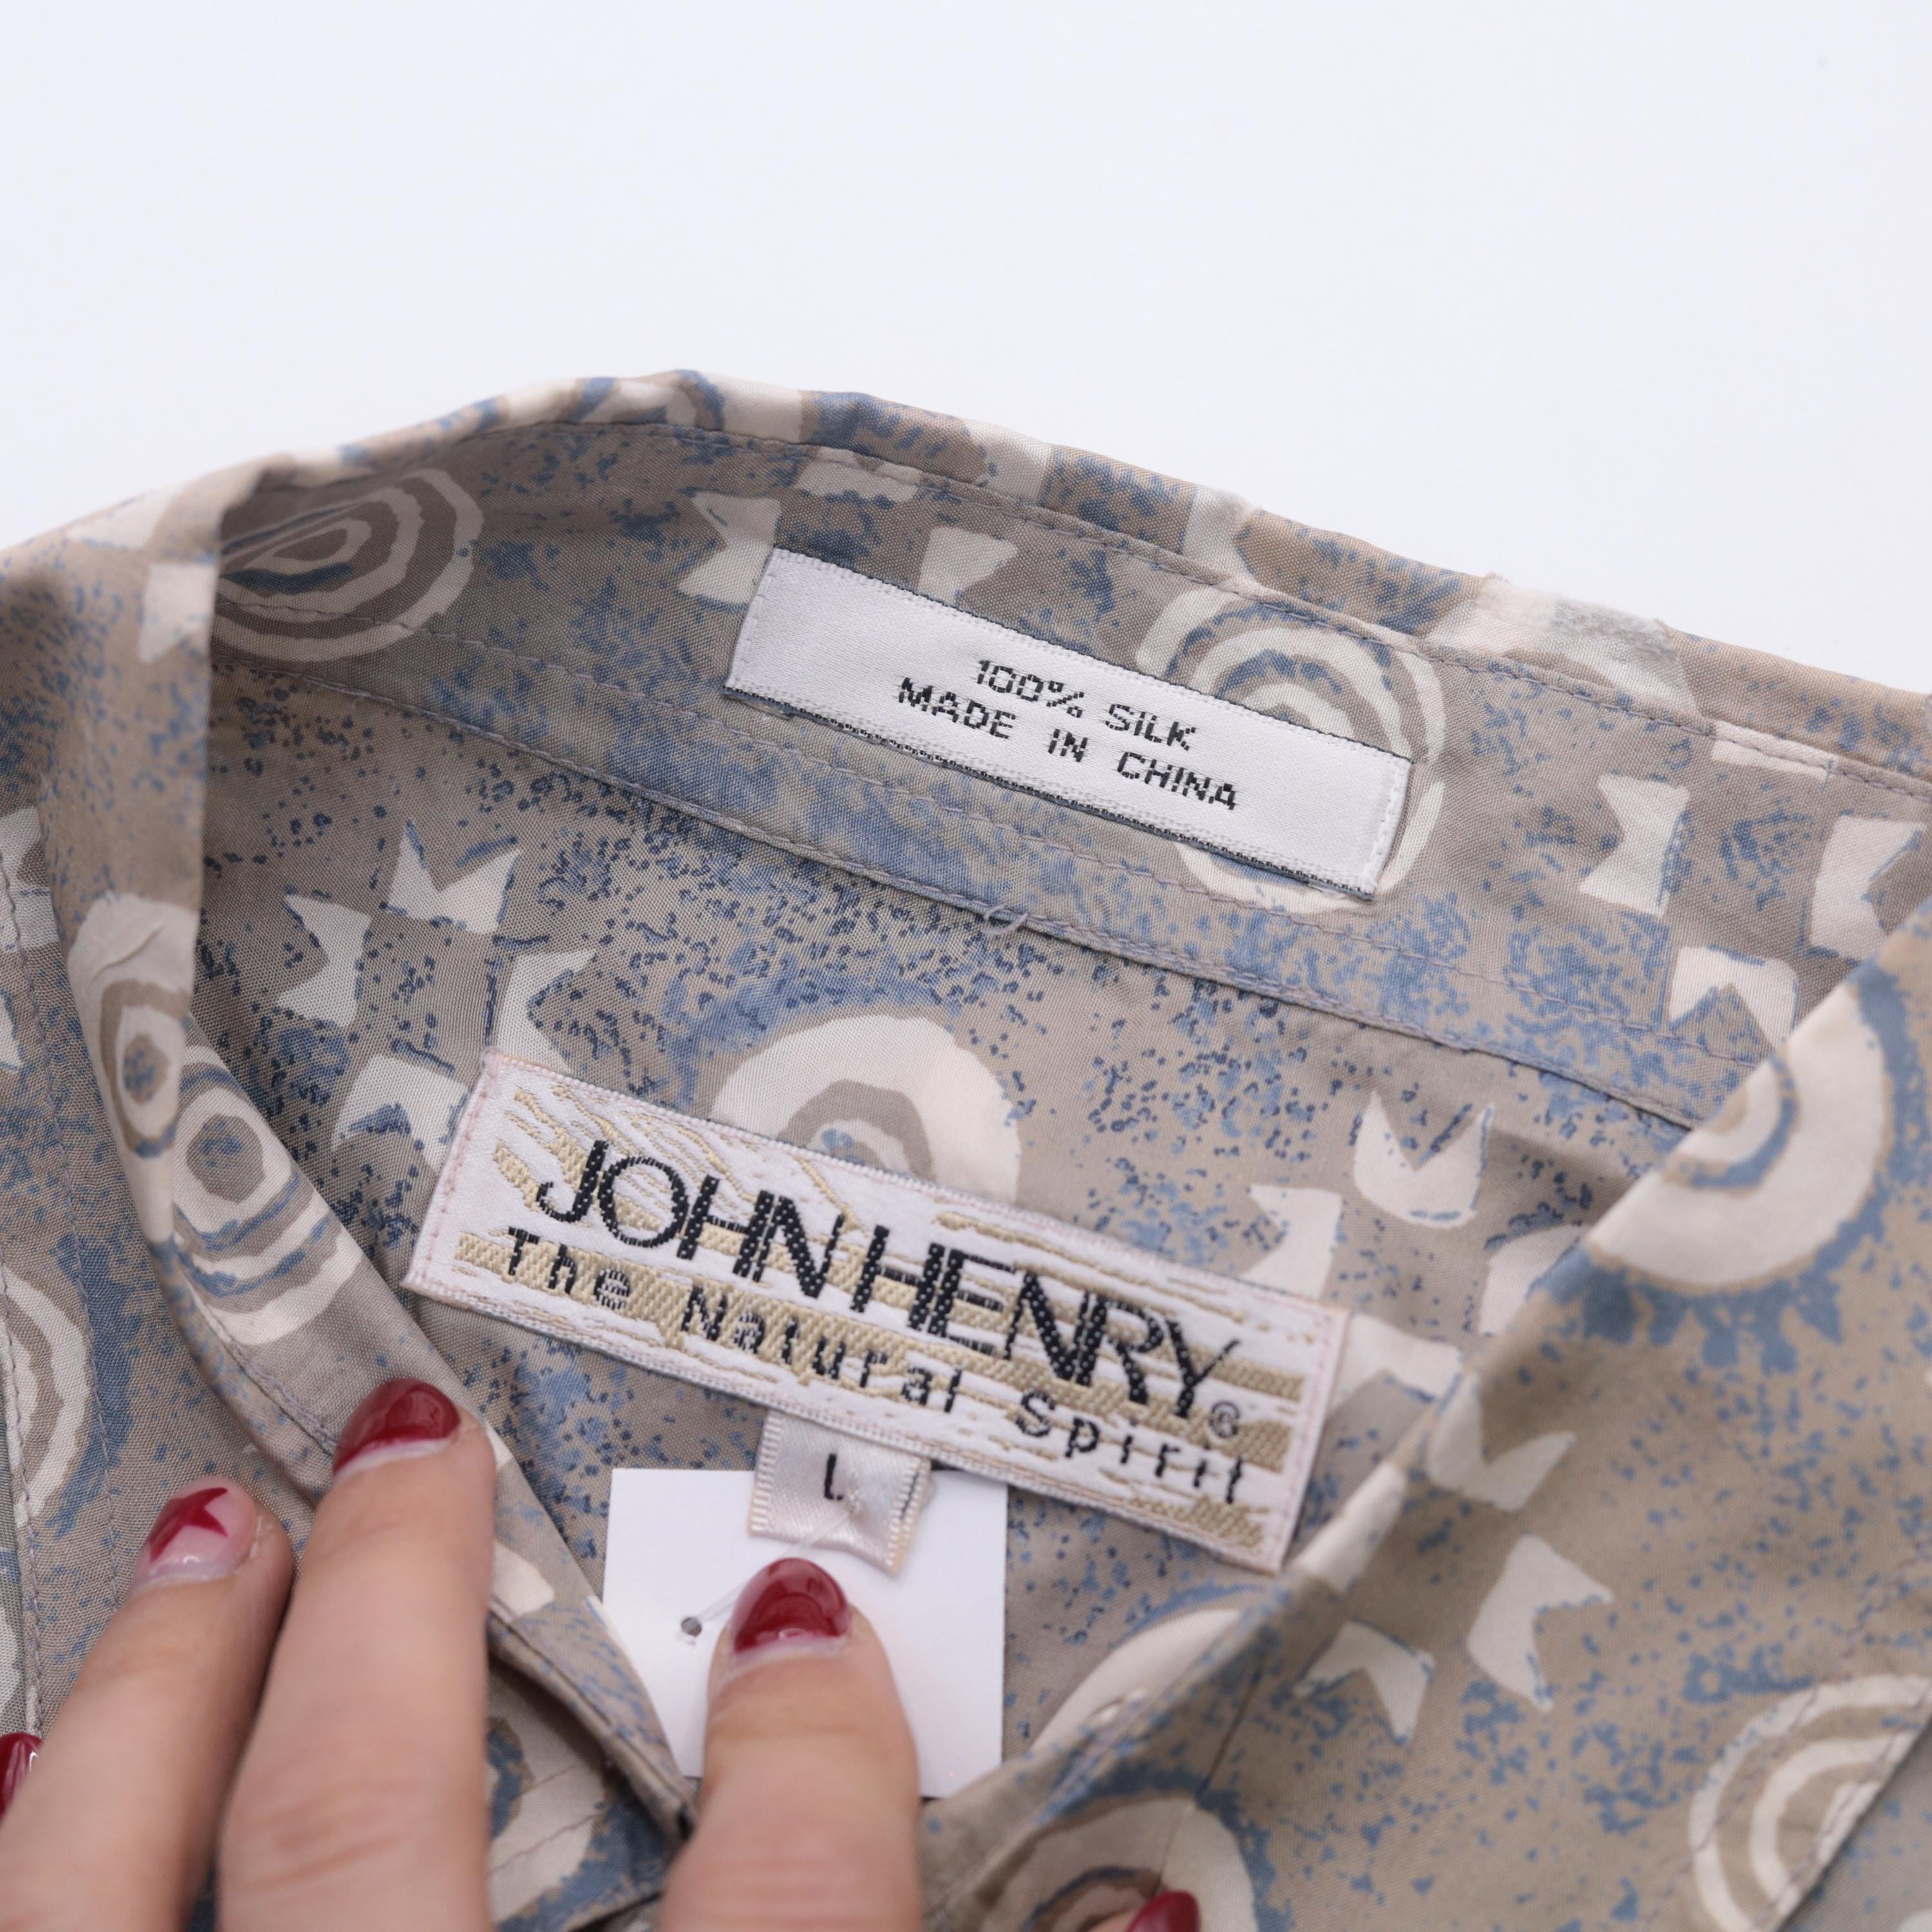 100% SILK
MADE IN CHINA
JOHN HENRY®
The Natural Spirit
L